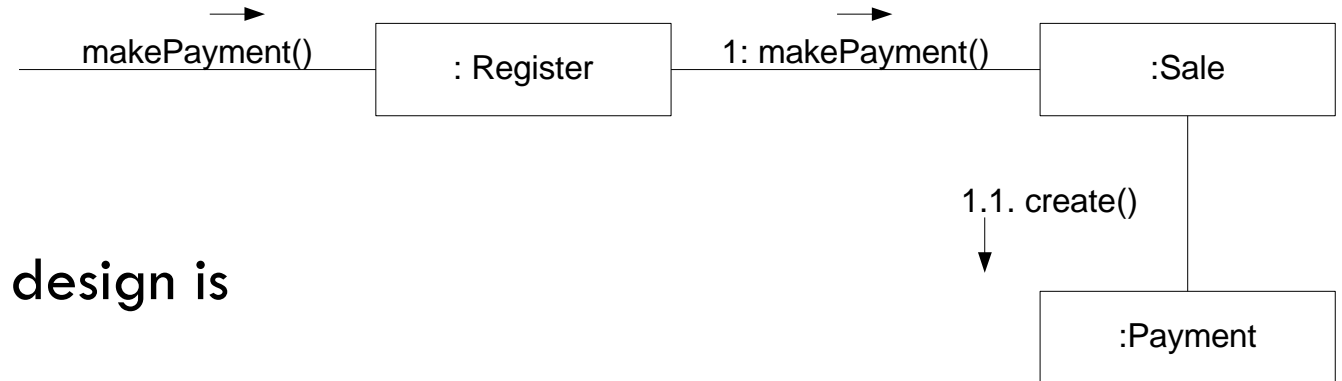 makePayment()
: Register
1: makePayment()
:Sale
1.1. create()
design is
:Payment